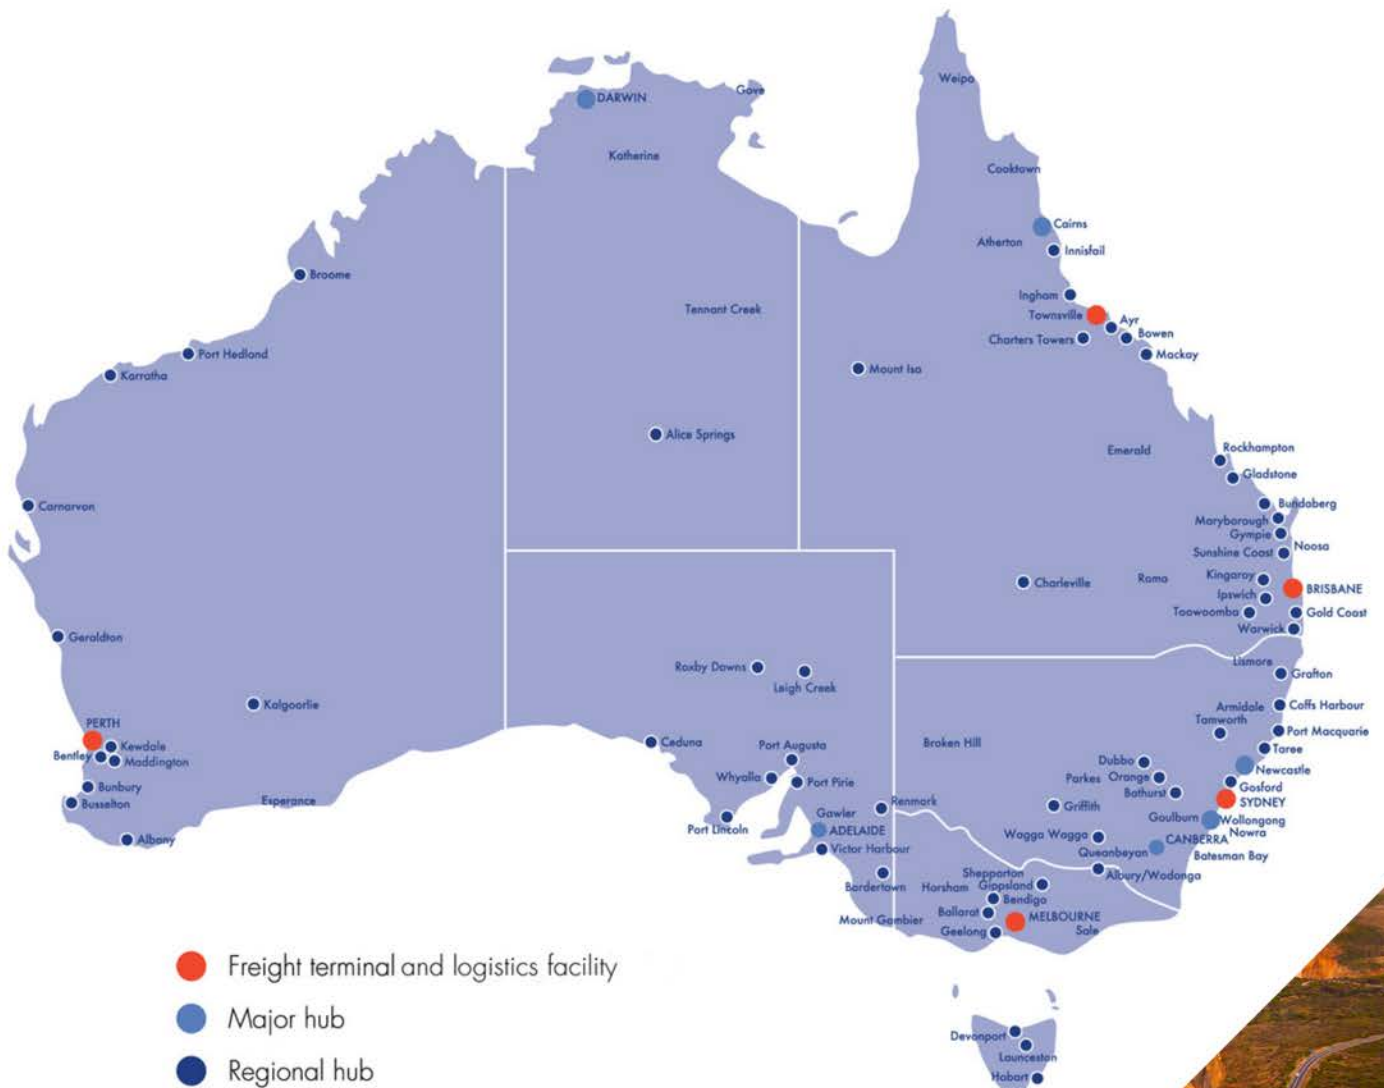 Weipa
DARWIN
Gove
Katherine
Cooktown
Cairns
Atherton
Innisfail
Broome
Ingham
Tennant Creek
Townsville
Ayr
Bowen
Charters Towers
Mackay
Port Hedland
Karratha
Mount Isa
Alice Springs
Emerald
Rockhampton
Gladstone
Carnarvon
Bundaberg
Maryborough
Gympie
Noosa
Sunshine Coast
Charleville
Roma
Kingaroy
BRISBANE
Ipswich
Toowoomba
Gold Coast
Warwick
Geraldton
Lismore
Roxby Downs
Leigh Creek
Grafton
Kalgoorlie
Armidale
Coffs Harbour
Tamworth
PERTH
Kewdale
Bentley
Maddington
Ceduna
Port Augusta
Broken Hill
Port Macquarie
Taree
Dubbo
Newcastle
Whyalla
Port Pirie
Parkes
Orange
Bathurst
Gosford
Bunbury
Busselton
Esperance
Renmark
Griffith
SYDNEY
Port Lincoln
Gawler
ADELAIDE
Goulburn
Wollongong
Nowra
Albany
Victor Harbour
Wagga Wagga
CANBERRA
Queanbeyan
Batesman Bay
Bordertown
Shepparton
Albury/Wodonga
Horsham
Gippsland
Bendigo
Mount Gambier
Ballarat
MELBOURNE
Geelong
Sale
Freight terminal and logistics facility
Major hub
Regional hub
Devonport
Launceston
Hobart